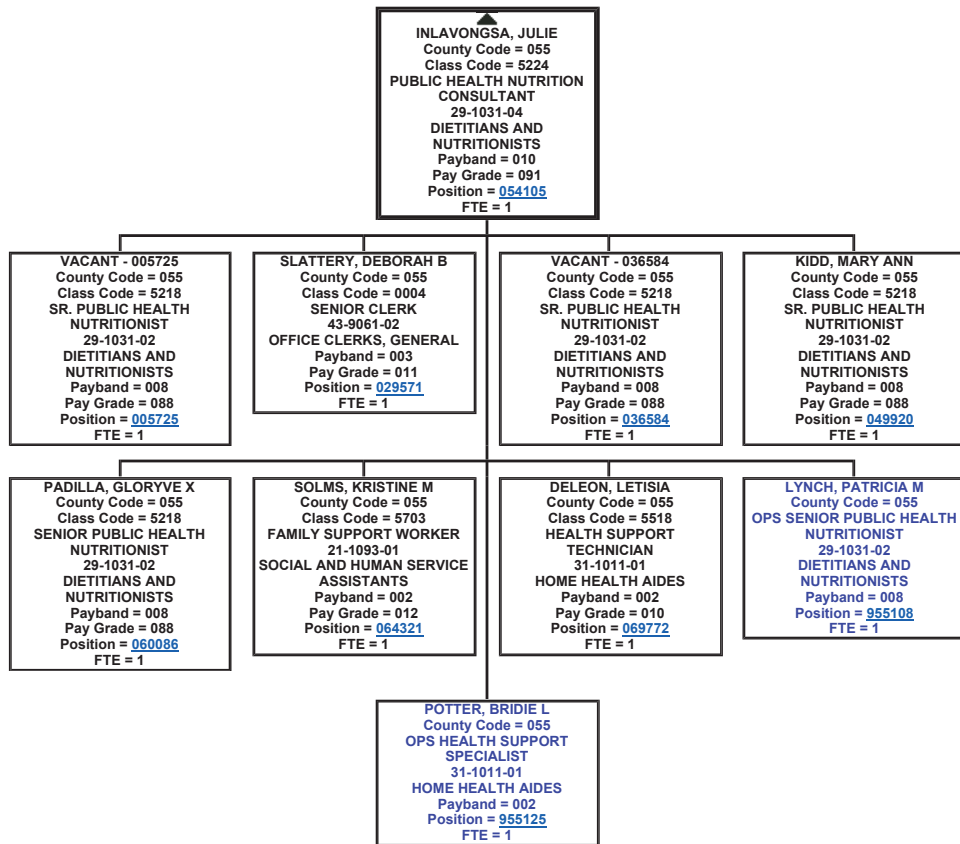 INLAVONGSA, JULIE
County Code = 055
Class Code = 5224
PUBLIC HEALTH NUTRITION
CONSULTANT
29-1031-04
DIETITIANS AND
NUTRITIONISTS
Payband = 010
Pay Grade = 091
Position = 054105
FTE = 1
VACANT - 005725
County Code = 055
Class Code = 5218
SR. PUBLIC HEALTH
NUTRITIONIST
29-1031-02
DIETITIANS AND
NUTRITIONISTS
Payband = 008
Pay Grade = 088
Position = 005725
FTE = 1
SLATTERY, DEBORAH B
County Code = 055
Class Code = 0004
SENIOR CLERK
43-9061-02
OFFICE CLERKS, GENERAL
Payband = 003
Pay Grade = 011
Position = 029571
FTE = 1
VACANT - 036584
County Code = 055
Class Code = 5218
SR. PUBLIC HEALTH
NUTRITIONIST
29-1031-02
DIETITIANS AND
NUTRITIONISTS
Payband = 008
Pay Grade = 088
Position = 036584
FTE = 1
KIDD, MARY ANN
County Code = 055
Class Code = 5218
SR. PUBLIC HEALTH
NUTRITIONIST
29-1031-02
DIETITIANS AND
NUTRITIONISTS
Payband = 008
Pay Grade = 088
Position = 049920
FTE = 1
PADILLA, GLORYVE X
County Code = 055
Class Code = 5218
SENIOR PUBLIC HEALTH
NUTRITIONIST
29-1031-02
DIETITIANS AND
NUTRITIONISTS
Payband = 008
Pay Grade = 088
Position = 060086
FTE = 1
SOLMS, KRISTINE M
County Code = 055
Class Code = 5703
FAMILY SUPPORT WORKER
21-1093-01
SOCIAL AND HUMAN SERVICE
ASSISTANTS
Payband = 002
Pay Grade = 012
Position = 064321
FTE = 1
DELEON, LETISIA
County Code = 055
Class Code = 5518
HEALTH SUPPORT
TECHNICIAN
31-1011-01
HOME HEALTH AIDES
Payband = 002
Pay Grade = 010
Position = 069772
FTE = 1
LYNCH, PATRICIA M
County Code = 055
OPS SENIOR PUBLIC HEALTH
NUTRITIONIST
29-1031-02
DIETITIANS AND
NUTRITIONISTS
Payband = 008
Position = 955108
FTE = 1
POTTER, BRIDIE L
County Code = 055
OPS HEALTH SUPPORT
SPECIALIST
31-1011-01
HOME HEALTH AIDES
Payband = 002
Position = 955125
FTE = 1